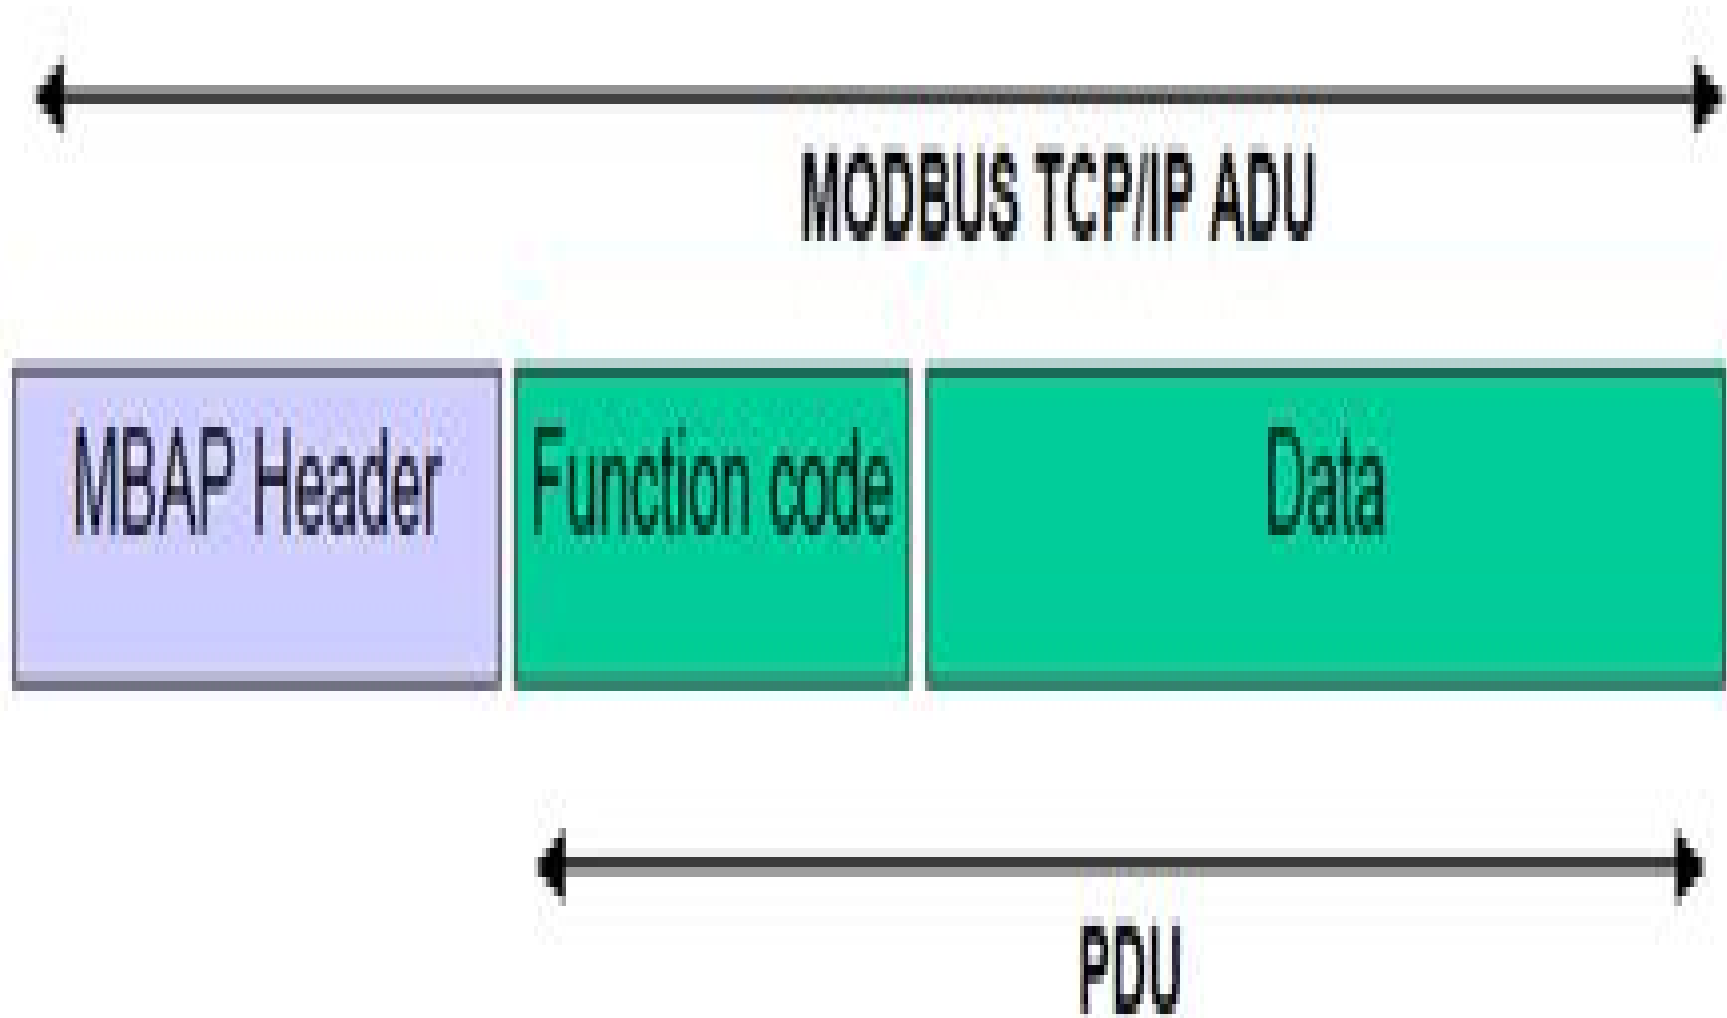 MODBUS TCP/IP ADU
MBAP Header
Function code
Data
PDU